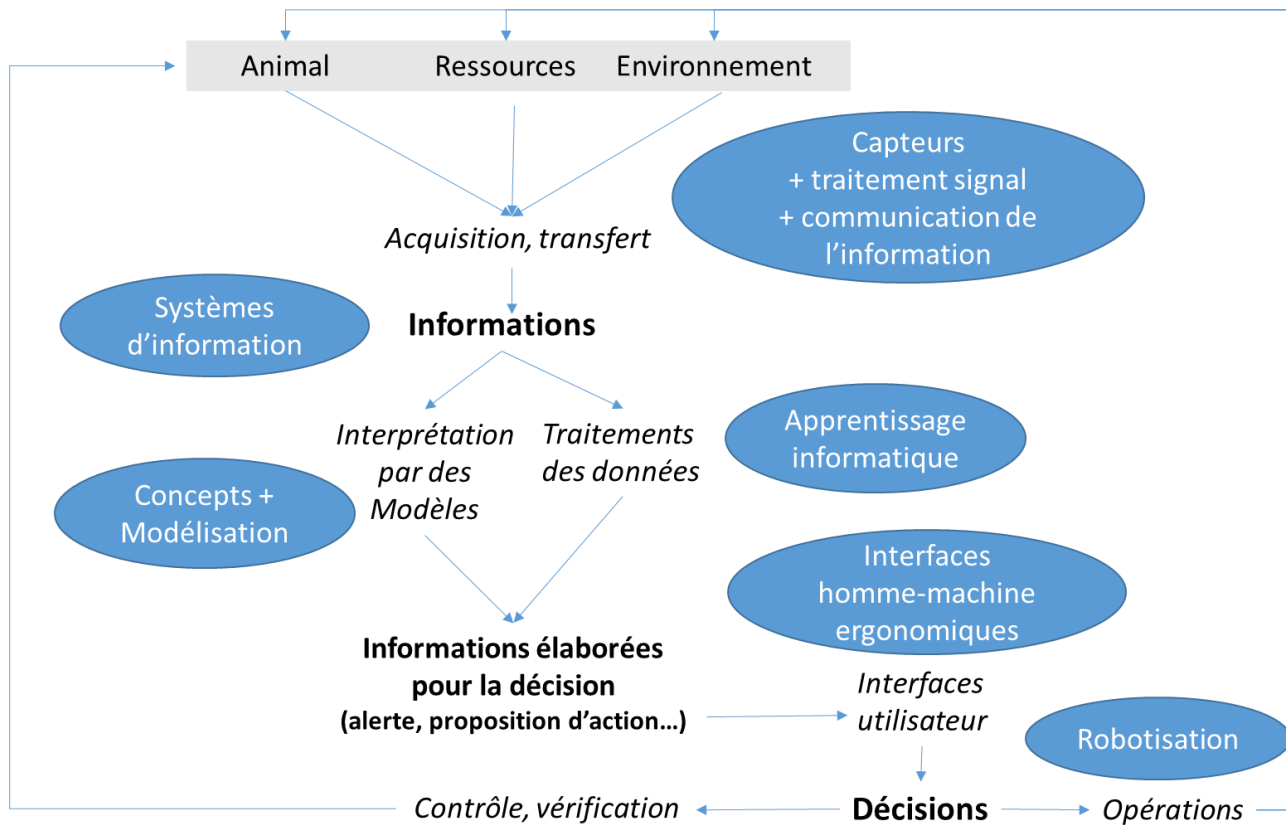 Animal
Ressources
Environnement
Capteurs
+ traitement signal
+ communication de
l’information
Acquisition, transfert
Systèmes
d’information
Informations
Interprétation
par des
Modèles
Traitements
des données
Apprentissage
informatique
Concepts +
Modélisation
Interfaces
homme-machine
ergonomiques
Informations élaborées
pour la décision
(alerte, proposition d’action…)
Interfaces
utilisateur
Robotisation
Contrôle, vérification
Décisions
Opérations